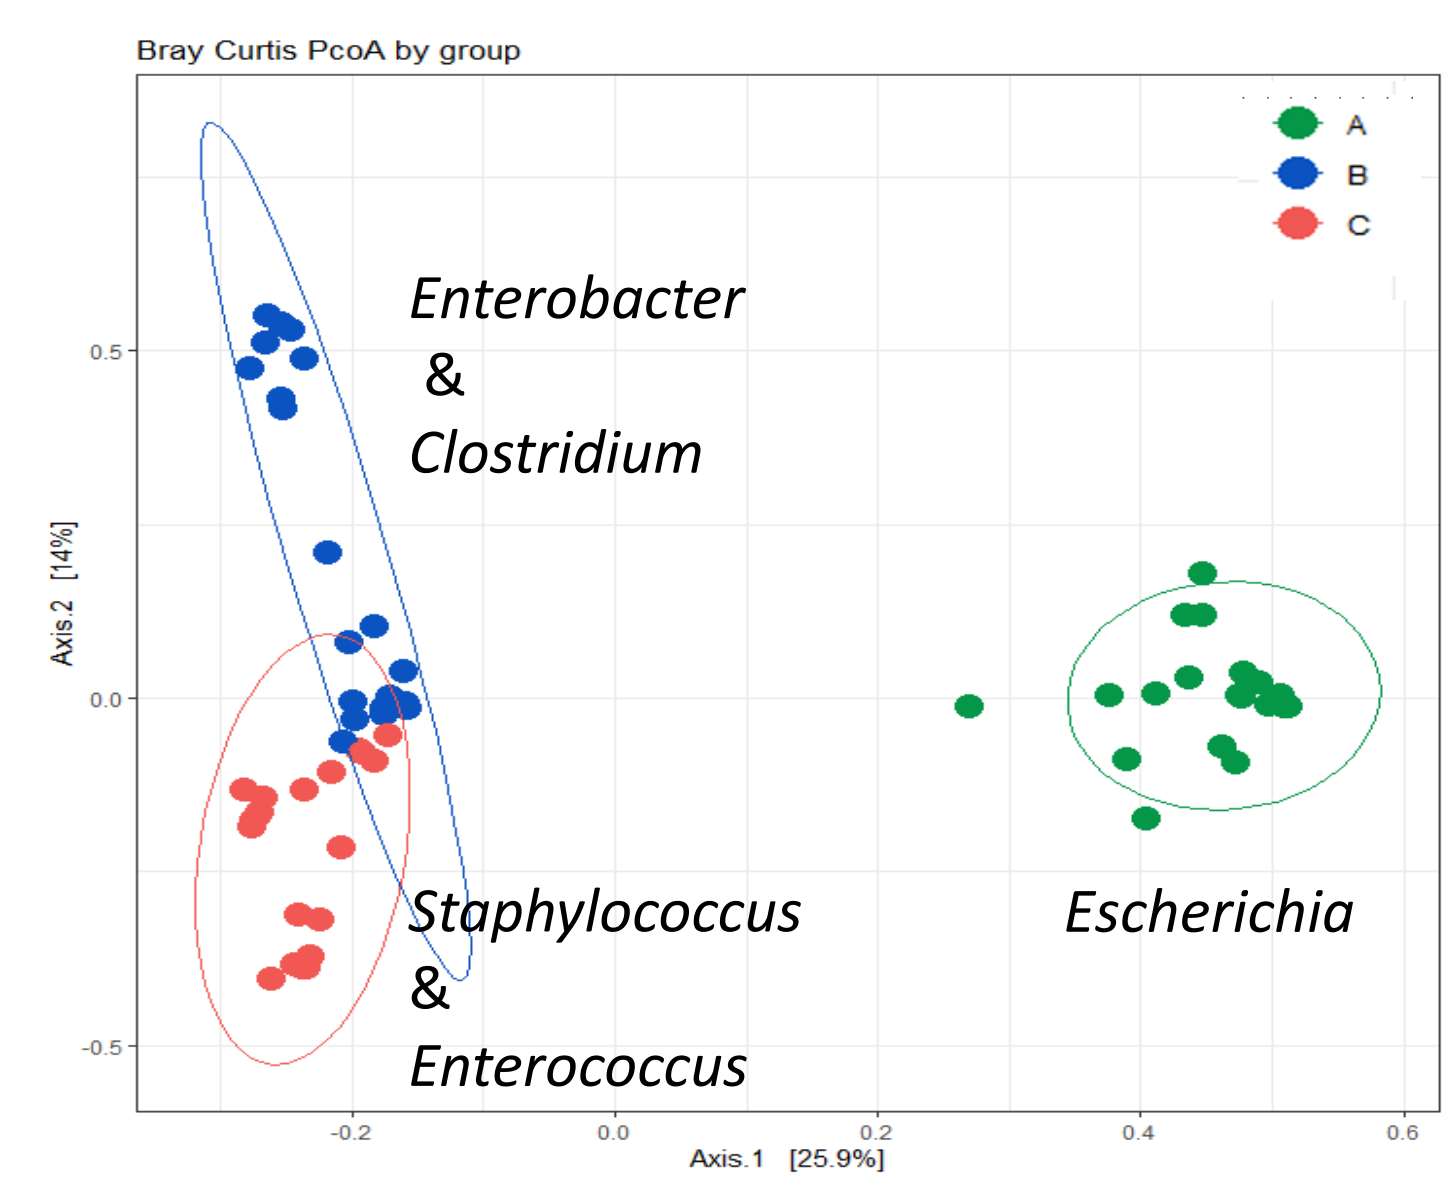 Bray Curtis PcoA by group
A
B
C
Enterobacter
&
Clostridium
Staphylococcus
&
Enterococcus
Escherichia
0.5
0.0
-0.5
Axis.2 [14%]
-0.2
0.0
0.2
0.4
0.6
Axis.1 [25.9%]